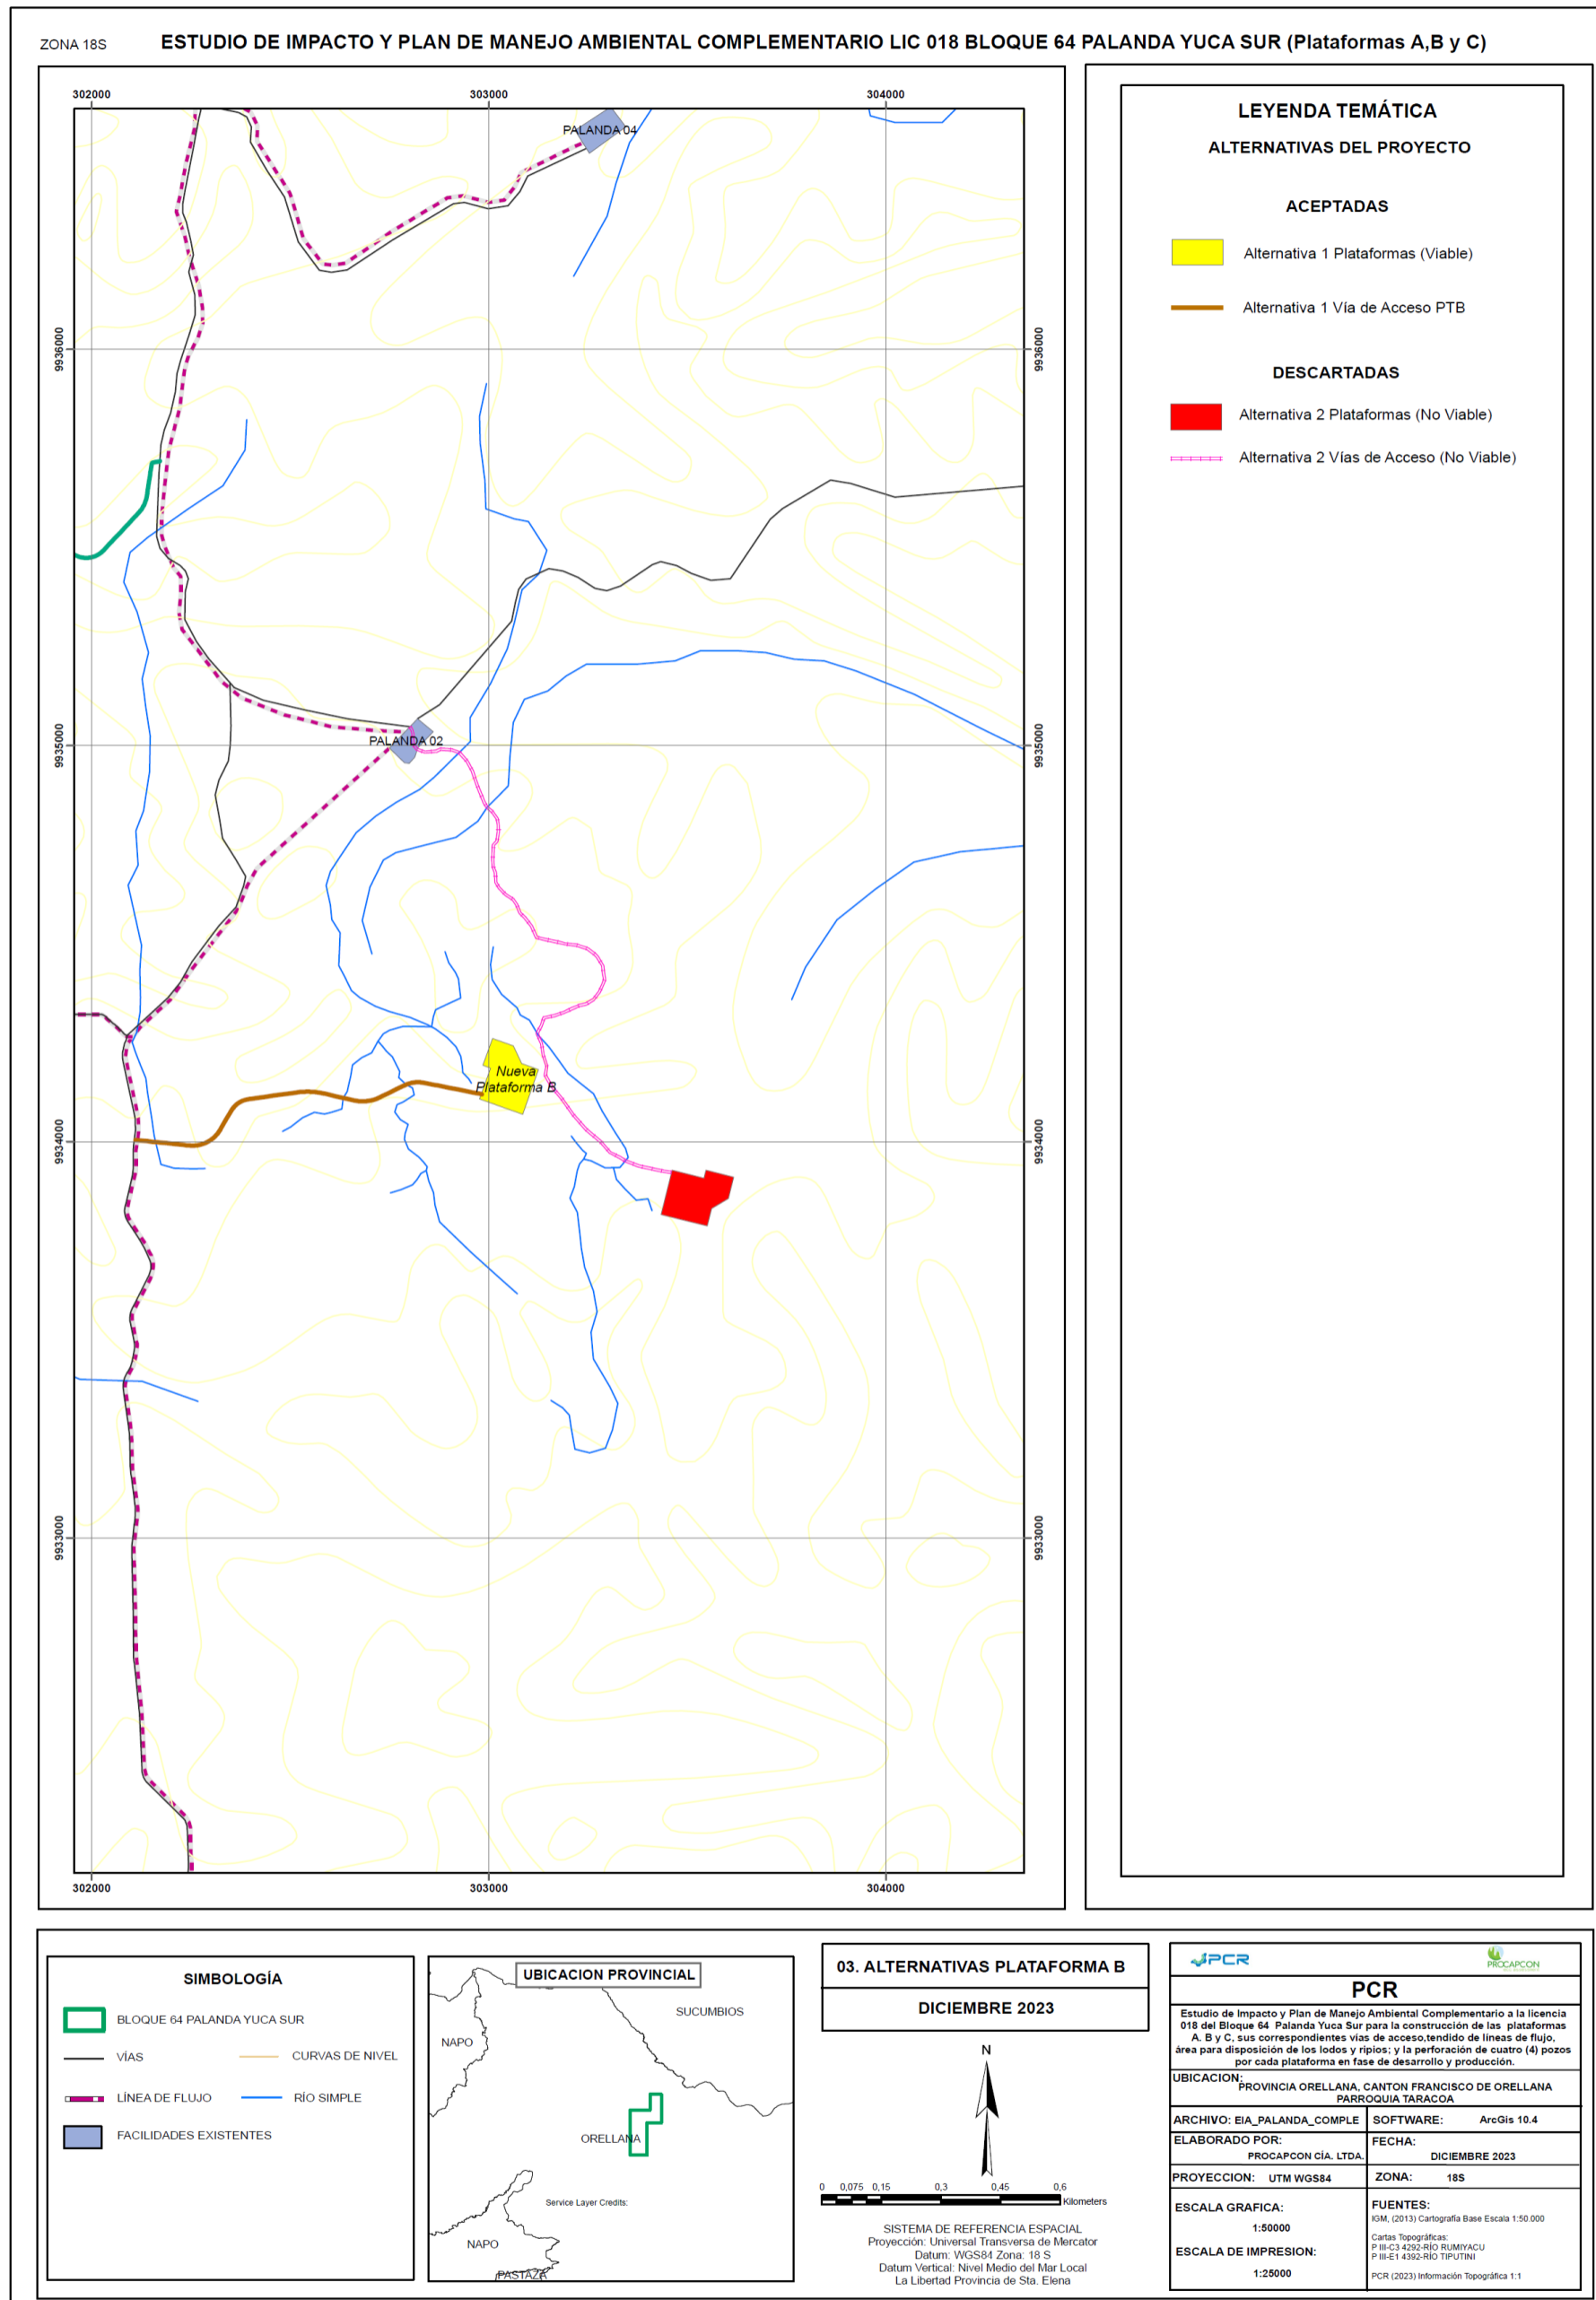 ZONA 18S
ESTUDIO DE IMPACTO Y PLAN DE MANEJO AMBIENTAL COMPLEMENTARIO LIC 018 BLOQUE 64 PALANDA YUCA SUR (Plataformas A,B y C)
302000
303000
304000
PALANDA 04
9936000
9936000
9935000
PALANDA 02
9935000
Nueva
Plataforma B
9934000
9934000
9933000
9933000
302000
303000
304000
LEYENDA TEMÁTICA
ALTERNATIVAS DEL PROYECTO
ACEPTADAS
Alternativa 1 Plataformas (Viable)
Alternativa 1 Vía de Acceso PTB
DESCARTADAS
Alternativa 2 Plataformas (No Viable)
Alternativa 2 Vías de Acceso (No Viable)
SIMBOLOGÍA
BLOQUE 64 PALANDA YUCA SUR
VÍAS
CURVAS DE NIVEL
LÍNEA DE FLUJO
RÍO SIMPLE
FACILIDADES EXISTENTES
UBICACION PROVINCIAL
SUCUMBIOS
NAPO
ORELLANA
Service Layer Credits:
NAPO
PASTAZA
03. ALTERNATIVAS PLATAFORMA B
DICIEMBRE 2023
N
0 0,075 0,15 0,3 0,45 0,6
Kilometers
SISTEMA DE REFERENCIA ESPACIAL
Proyección: Universal Transversa de Mercator
Datum: WGS84 Zona: 18 S
Datum Vertical: Nivel Medio del Mar Local
La Libertad Provincia de Sta. Elena
PCR
PROCAPCON
PCR
Estudio de Impacto y Plan de Manejo Ambiental Complementario a la licencia
018 del Bloque 64 Palanda Yuca Sur para la construcción de las plataformas
A. B y C, sus correspondientes vías de acceso,tendido de líneas de flujo,
área para disposición de los lodos y ripios; y la perforación de cuatro (4) pozos
por cada plataforma en fase de desarrollo y producción.
UBICACION:
PROVINCIA ORELLANA, CANTON FRANCISCO DE ORELLANA
PARROQUIA TARACOA
ARCHIVO: EIA_PALANDA_COMPLE
SOFTWARE: ArcGis 10.4
ELABORADO POR:
PROCAPCON CÍA. LTDA.
FECHA:
DICIEMBRE 2023
PROYECCION: UTM WGS84
ZONA: 18S
ESCALA GRAFICA:
1:50000
ESCALA DE IMPRESION:
1:25000
FUENTES:
IGM, (2013) Cartografía Base Escala 1:50.000
Cartas Topográficas:
P III-C3 4292-RÍO RUMIYACU
P III-E1 4392-RÍO TIPUTINI
PCR (2023) Información Topográfica 1:1